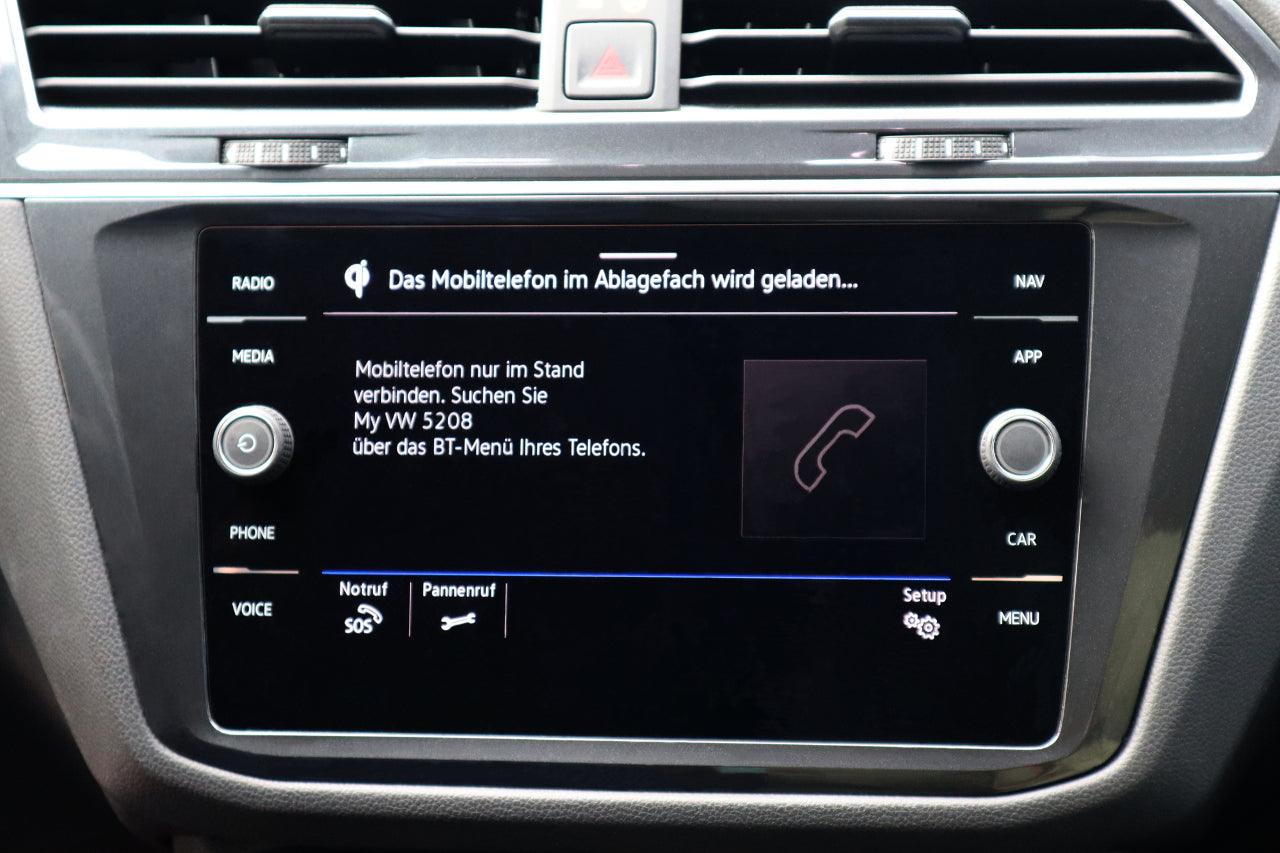 RADIO
Das Mobiltelefon im Ablagefach wird geladen...
NAV
MEDIA
APP
Mobiltelefon nur im Stand
verbinden. Suchen Sie
My VW 5208
über das BT-Menü Ihres Telefons.
PHONE
CAR
Notruf
Pannenruf
Setup
SOS
VOICE
MENU